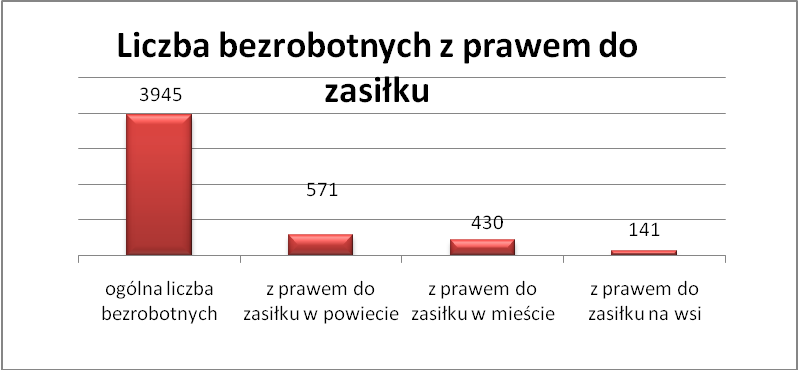 Liczba bezrobotnych z prawem do
zasiłku
3945
571
430
141
ogólna liczba
bezrobotnych
z prawem do
zasiłku w powiecie
z prawem do
zasiłku w mieście
z prawem do
zasiłku na wsi